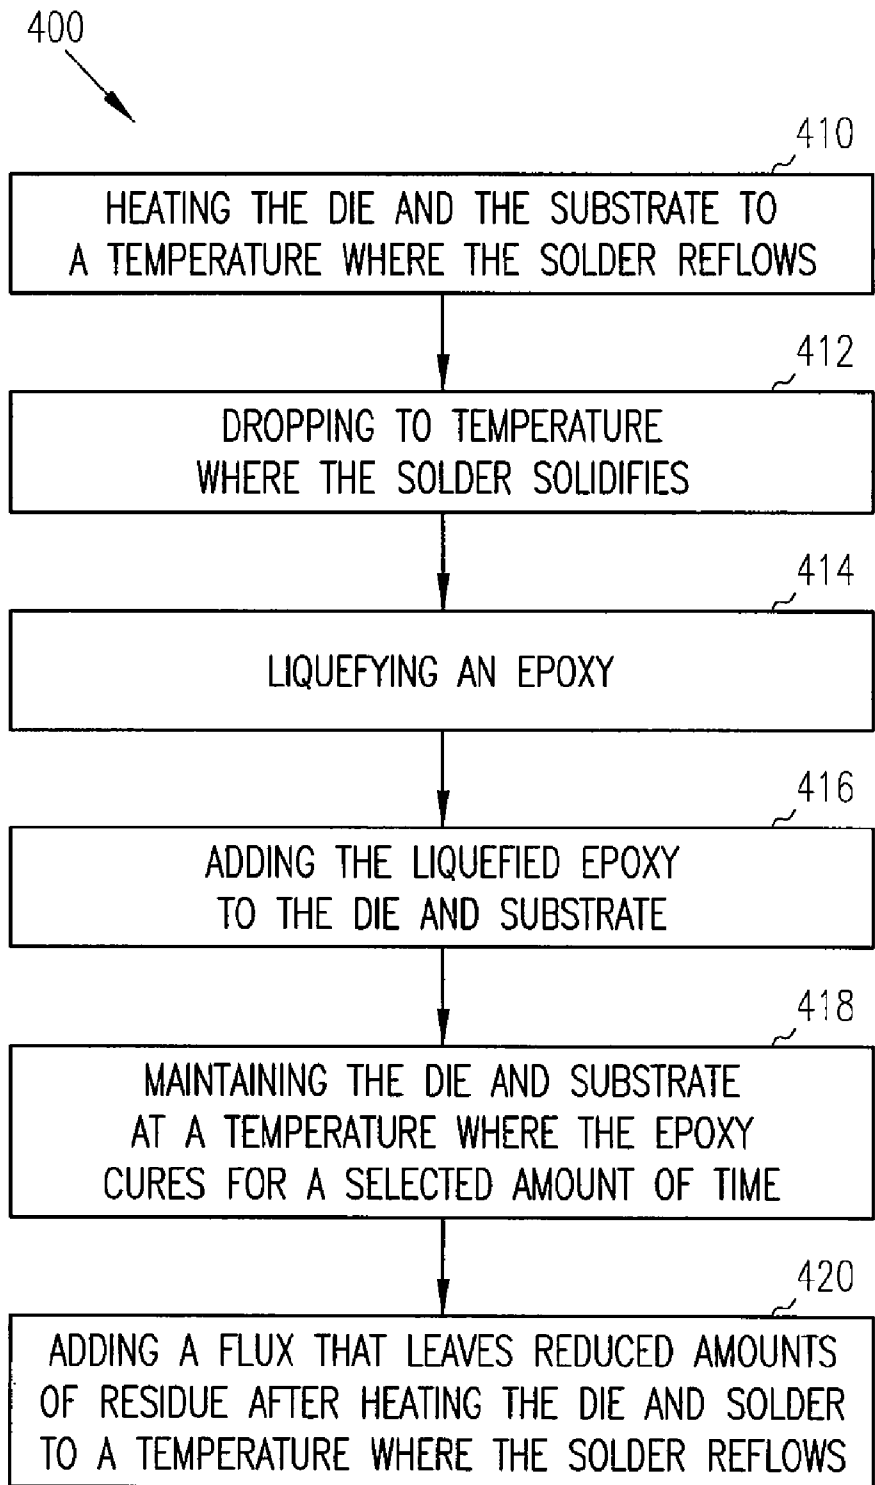 400
410
HEATING THE DIE AND THE SUBSTRATE TO
A TEMPERATURE WHERE THE SOLDER REFLOWS
412
DROPPING TO TEMPERATURE
WHERE THE SOLDER SOLIDIFIES
414
LIQUEFYING AN EPOXY
416
ADDING THE LIQUEFIED EPOXY
TO THE DIE AND SUBSTRATE
418
MAINTAINING THE DIE AND SUBSTRATE
AT A TEMPERATURE WHERE THE EPOXY
CURES FOR A SELECTED AMOUNT OF TIME
420
ADDING A FLUX THAT LEAVES REDUCED AMOUNTS
OF RESIDUE AFTER HEATING THE DIE AND SOLDER
TO A TEMPERATURE WHERE THE SOLDER REFLOWS